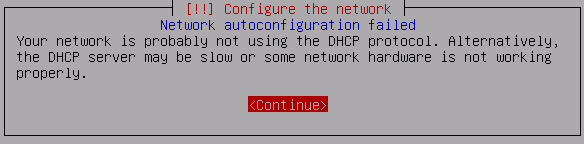 [!!] Configure the network
Network autoconfiguration failed
Your network is probably not using the DHCP protocol. Alternatively,
the DHCP server may be slow or some network hardware is not working
properly.
<Continue>